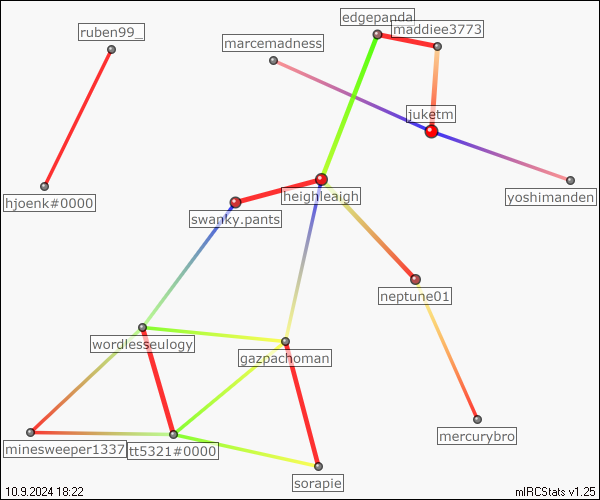 edgepanda
maddiee3773
ruben99_
marcemadness
juketm
hjoenk#0000
heighleaigh
yoshimanden
swanky.pants
neptune01
wordlesseulogy
gazpachoman
mercurybro
minesweeper1337
tt5321#0000
sorapie
10.9.2024 18:22
mIRCStats v1.25